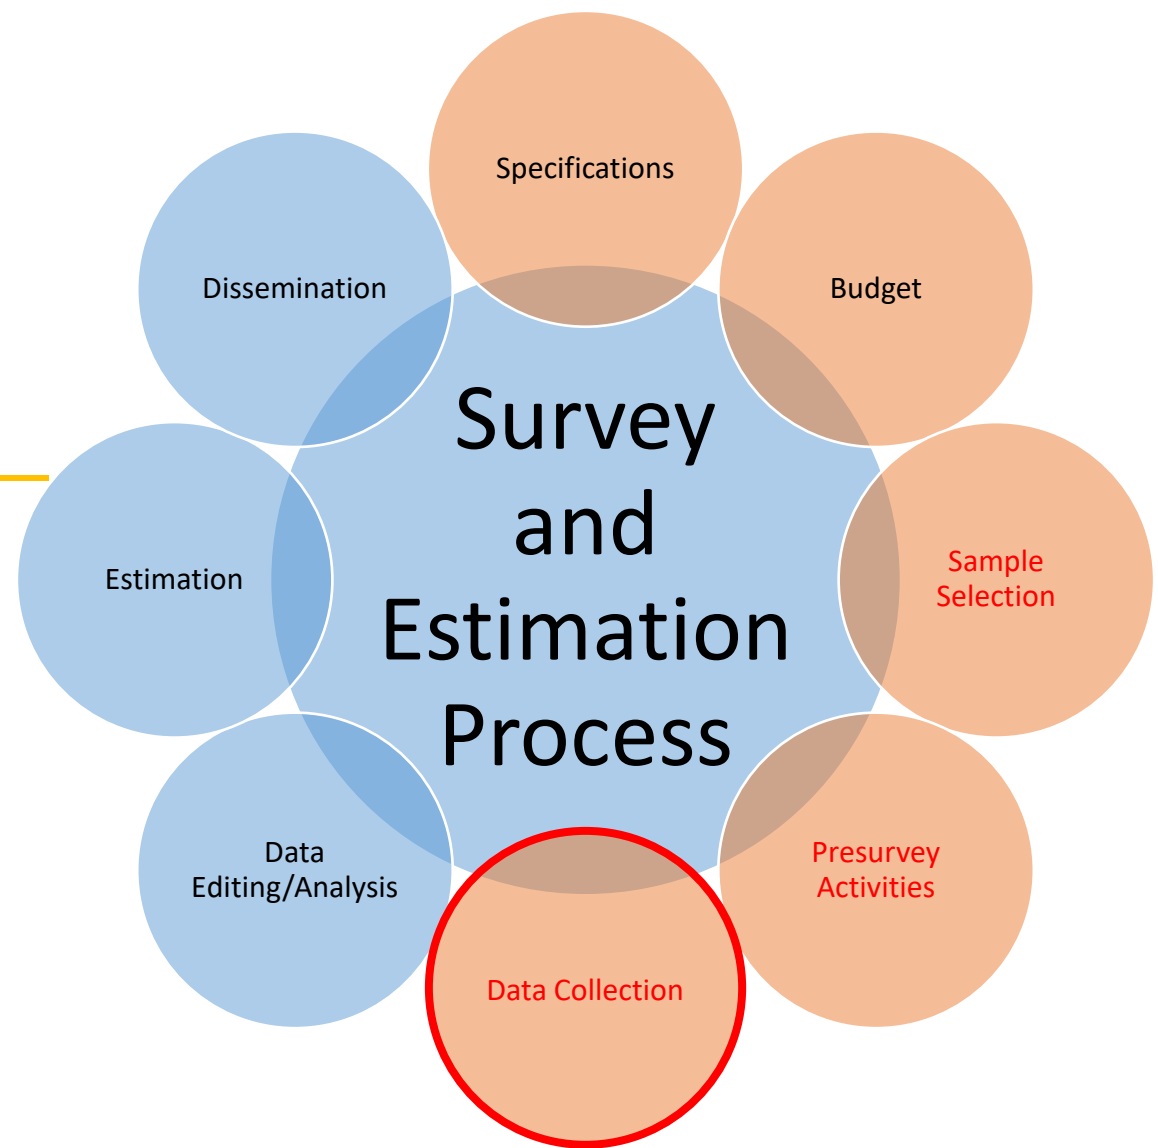 Specifications
Budget
Sample
Selection
Presurvey
Activities
Data Collection
Data
Editing/Analysis
Estimation
Dissemination
Survey
and
Estimation
Process